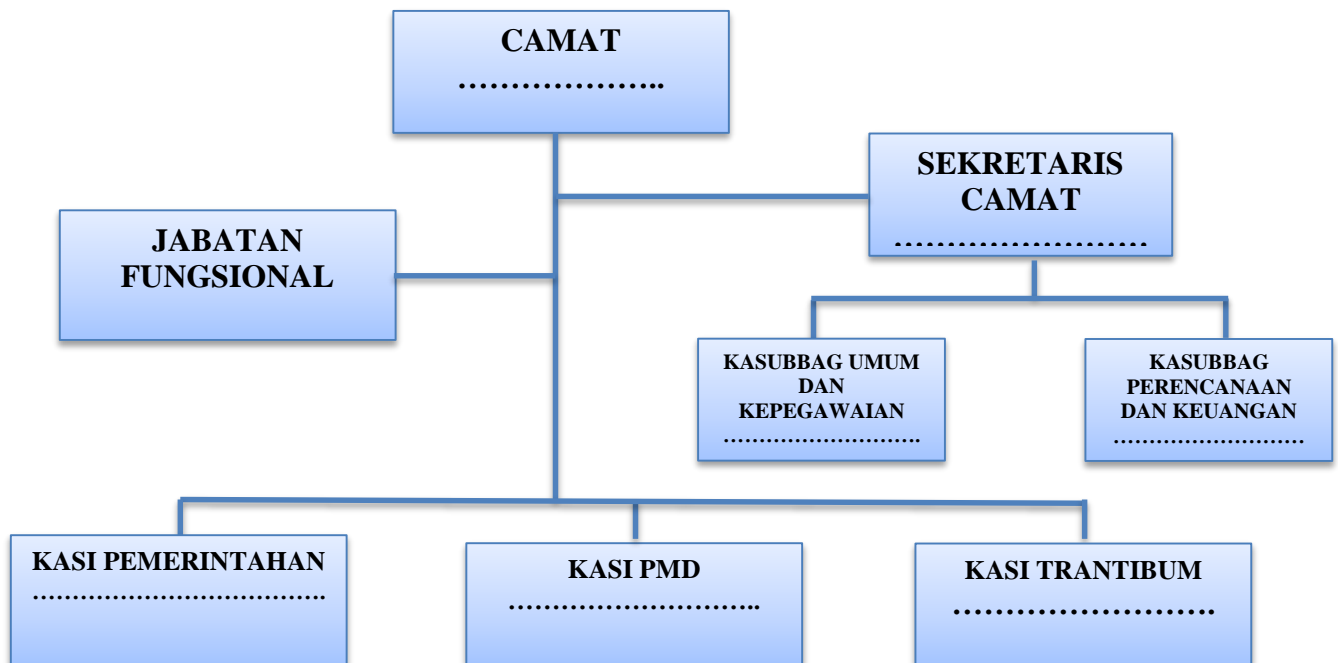 CAMAT
…………………..
SEKRETARIS
CAMAT
……………………
JABATAN
FUNGSIONAL
KASUBBAG UMUM
DAN
KEPEGAWAIAN
……………………….
KASUBBAG
PERENCANAAN
DAN KEUANGAN
………………………
KASI PEMERINTAHAN
……………………………….
KASI PMD
………………………..
KASI TRANTIBUM
…………………….